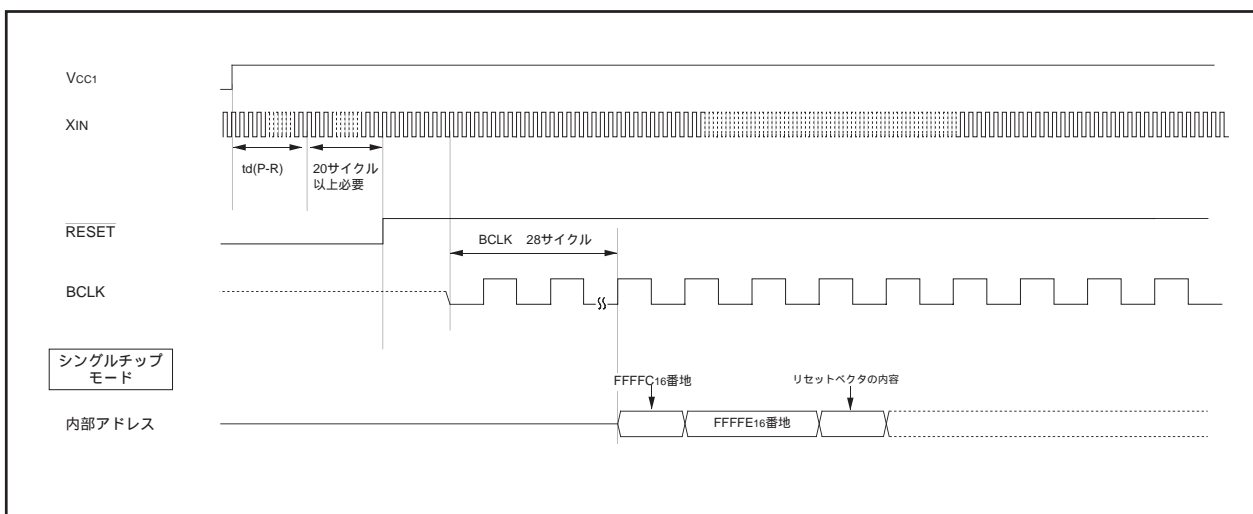 VCC1
XIN
td(P-R)
20サイクル
以上必要
RESET
BCLK 28サイクル
BCLK
シングルチップ
モード
FFFFC16番地
リセットベクタの内容
内部アドレス
FFFFE16番地